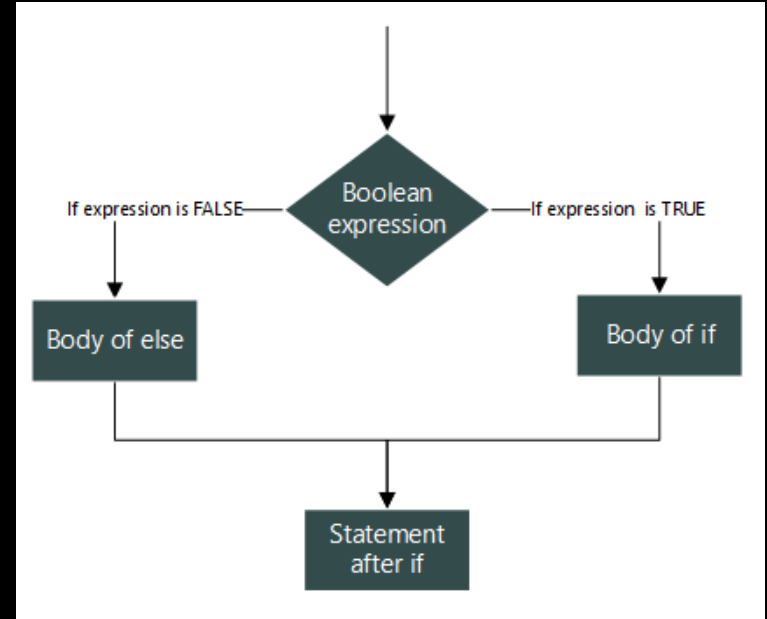 Boolean
expression
If expression is FALSE
If expression is TRUE
Body of else
Body of if
Statement
after if